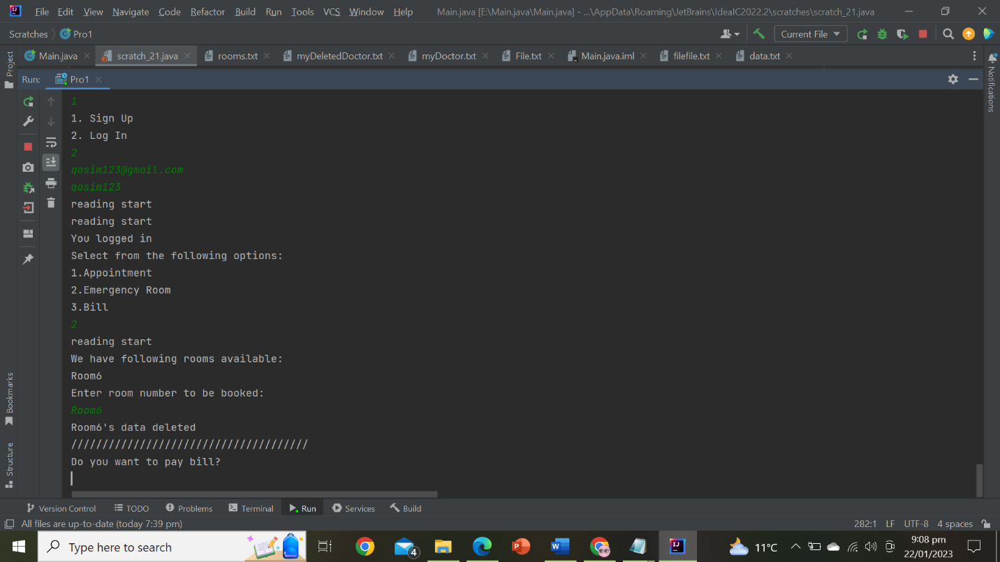 File Edit View Navigate Code Refactor Build Run Tools VCS Window Help Main.java [E:\Main.java\Main.java] - ...\AppData\Roaming\JetBrains\IdeaIC2022.2\scratches\scratch_21.java
Scratches Pro1 Current File
Main.java scratch_21.java rooms.txt myDeletedDoctor.txt myDoctor.txt File.txt Main.java.iml filefile.txt data.txt
Project
Notifications
Run: Pro1
1
1. Sign Up
2. Log In
2
qasim123@gmail.com
qasim123
reading start
reading start
You logged in
Select from the following options:
1.Appointment
2.Emergency Room
3.Bill
2
reading start
We have following rooms available:
Room6
Enter room number to be booked:
Room6
Room6's data deleted
//////////////////////////////////////
Do you want to pay bill?
Bookmarks
Structure
Version Control TODO Problems Terminal Run Services Build
All files are up-to-date (today 7:39 pm) 282:1 LF UTF-8 4 spaces
Type here to search 4 11°C 9:08 pm
22/01/2023